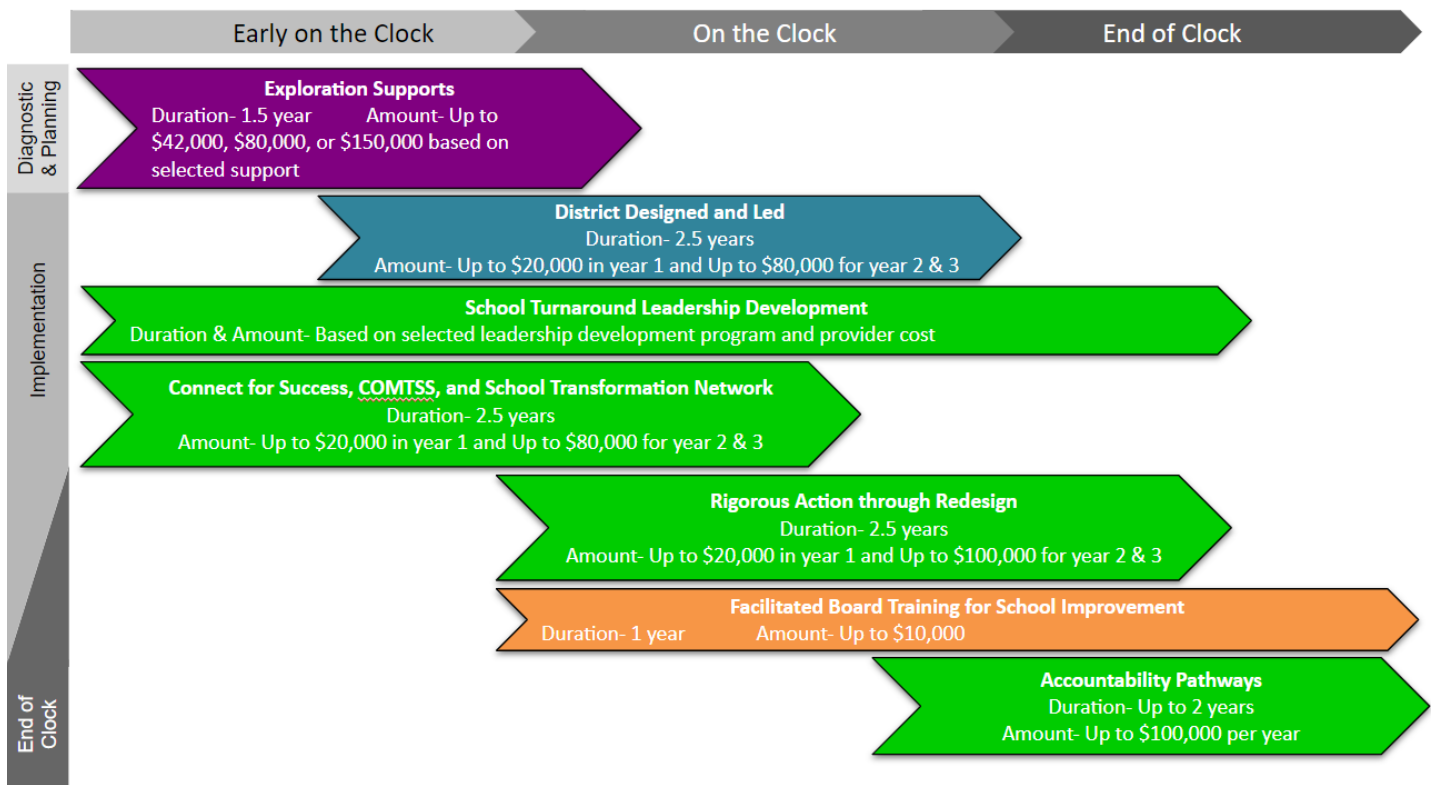 Early on the Clock
On the Clock
End of Clock
Diagnostic
& Planning
Exploration Supports
Duration- 1.5 year Amount- Up to
$42,000, $80,000, or $150,000 based on
selected support
Implementation
District Designed and Led
Duration- 2.5 years
Amount- Up to $20,000 in year 1 and Up to $80,000 for year 2 & 3
School Turnaround Leadership Development
Duration & Amount- Based on selected leadership development program and provider cost
Connect for Success, COMTSS, and School Transformation Network
Duration- 2.5 years
Amount- Up to $20,000 in year 1 and Up to $80,000 for year 2 & 3
Rigorous Action through Redesign
Duration- 2.5 years
Amount- Up to $20,000 in year 1 and Up to $100,000 for year 2 & 3
Facilitated Board Training for School Improvement
Duration- 1 year Amount- Up to $10,000
End of
Clock
Accountability Pathways
Duration- Up to 2 years
Amount- Up to $100,000 per year